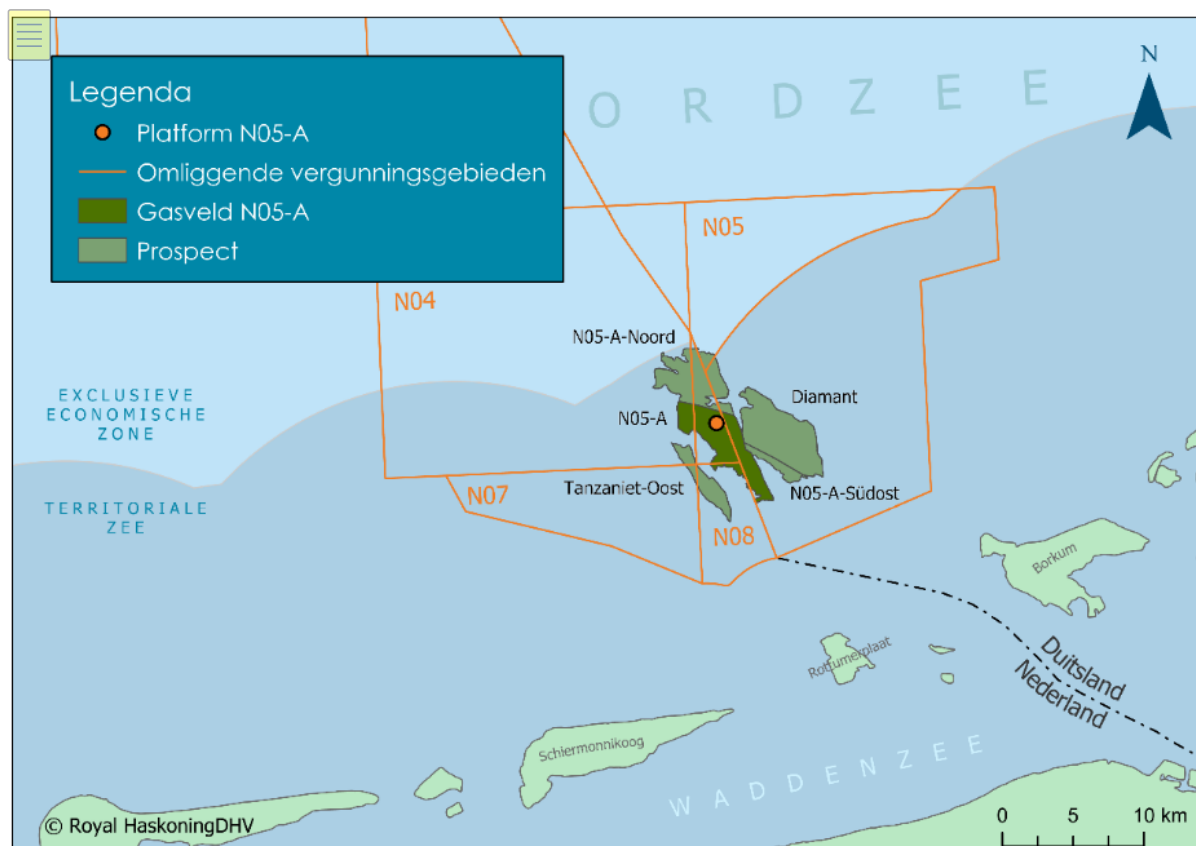 ORDZEE
N
Legenda
Platform N05-A
Omliggende vergunningsgebieden
Gasveld N05-A
Prospect
N05
N04
N05-A-Noord
EXCLUSIEVE
ECONOMISCHE
ZONE
Diamant
N05-A
TERRITORIALE
ZEE
N07
Tanzaniet-Oost
N05-A-Südost
N08
Borkum
Rottumerplaat
Duitsland
Nederland
Schiermonnikoog
WADDENZEE
© Royal HaskoningDHV
0 5 10 km